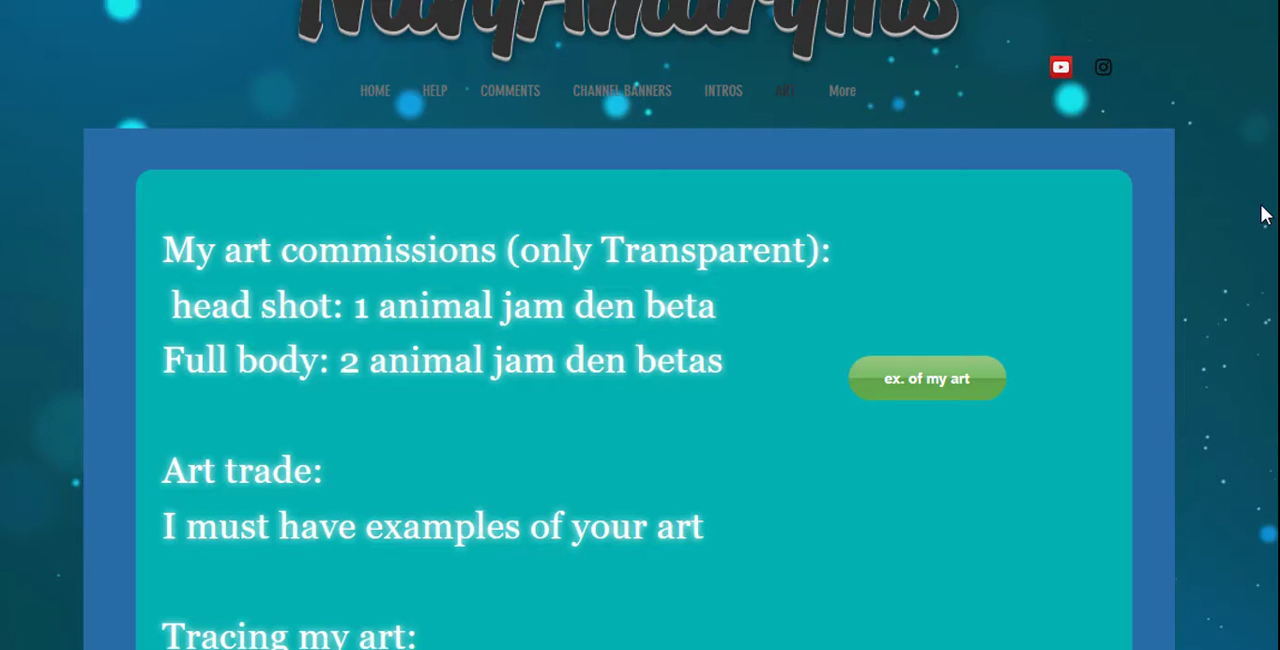 HOME HELP COMMENTS CHANNEL BANNERS INTROS ART More
My art commissions (only Transparent):
head shot: 1 animal jam den beta
Full body: 2 animal jam den betas
ex. of my art
Art trade:
I must have examples of your art
Tracing my art: